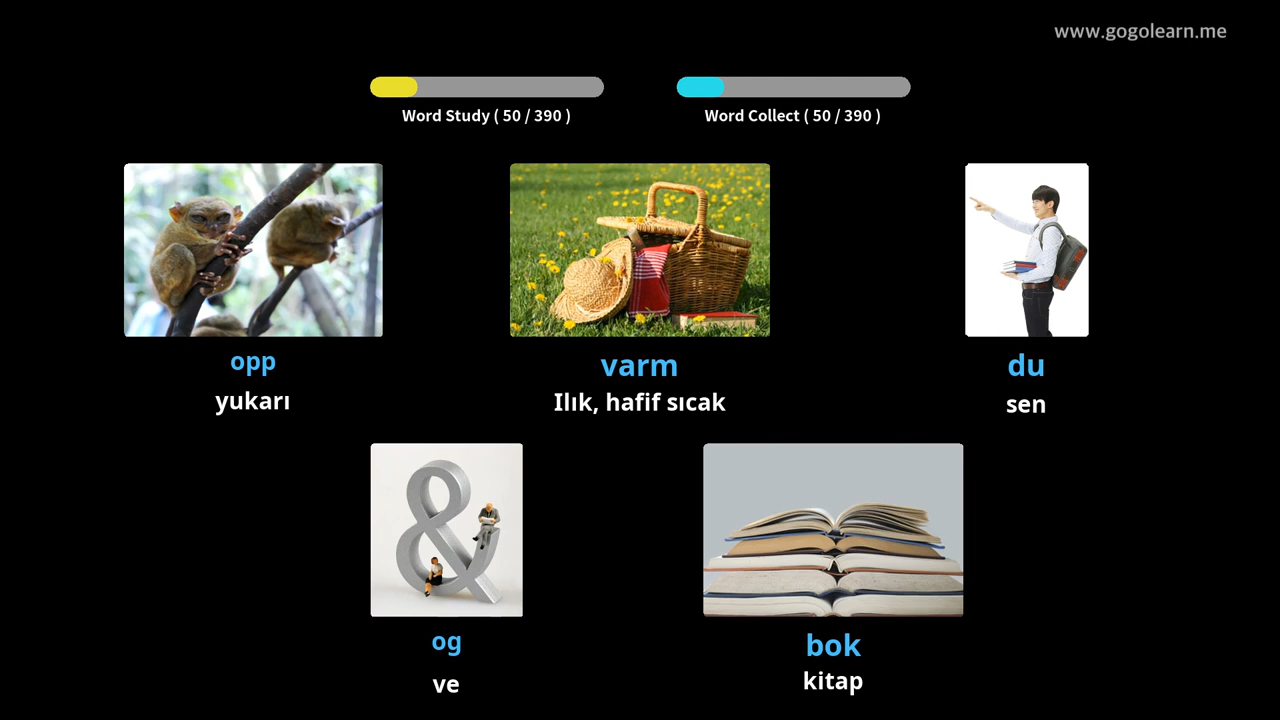 www.gogolearn.me
Word Study ( 50 / 390 )
Word Collect ( 50 / 390 )
opp
yukarı
varm
Ilık, hafif sıcak
du
sen
og
ve
bok
kitap